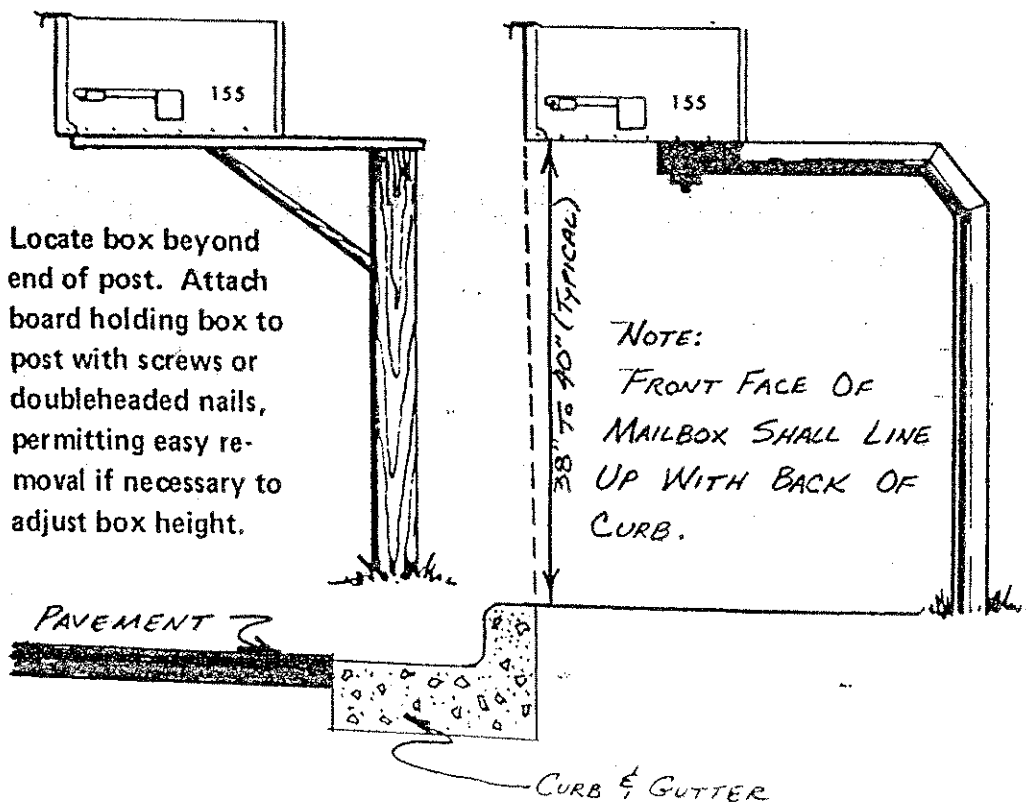 155
155
Locate box beyond
end of post. Attach
board holding box to
post with screws or
doubleheaded nails,
permitting easy re-
moval if necessary to
adjust box height.
38" TO 40" (TYPICAL)
NOTE:
FRONT FACE OF
MAILBOX SHALL LINE
UP WITH BACK OF
CURB.
PAVEMENT
CURB & GUTTER